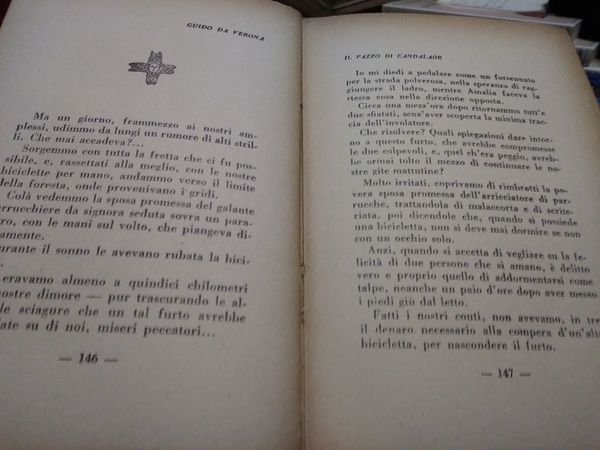 GUIDO DA VERONA
Ma un giorno, frammezzo ai nostri am-
plessi, udimmo da lungi un rumore di alti stril-
li. Che mai accadeva?...
Sorgemmo con tutta la fretta che ci fu pos-
sibile, e, rassettati alla meglio, con le nostre
biciclette per mano, andammo verso il limite
della foresta, onde provenivano i gridi.
Colà vedemmo la sposa promessa del galante
rrucchiere da signora seduta sovra un para-
ro, con le mani sul volto, che piangeva di
amente.
urante il sonno le avevano rubata la bici-
eravamo almeno a quindici chilometri
nostre dimore — pur trascurando le al-
le sciagure che un tal furto avrebbe
ate su di noi, miseri peccatori...
— 146 —
IL PAZZO DI CANDALAOR
Io mi diedi a pedalare come un forsennato
per la strada polverosa, nella speranza di rag-
giungere il ladro, mentre Amalia faceva la
stessa cosa nella direzione opposta.
Circa una mezz'ora dopo ritornammo tutt'e
due sfiatati, senz'aver scoperta la minima trac-
cia dell'involatore.
Che risolvere? Quali spiegazioni dare intor-
no a questo furto, che avrebbe compromesse
le due colpevoli, e, quel ch'era peggio, avreb-
be ormai tolto il mezzo di continuare le no-
stre gite mattutine?
Molto irritati, coprivamo di rimbrotti la po-
vera sposa promessa dell'arricciatore di par-
rucche, trattandola di malaccorta e di scrite-
riata, poi dicendole che, quando si possiede
una bicicletta, non si deve mai dormire se non
con un occhio solo.
Anzi, quando si accetta di vegliare su la fe-
licità di due persone che si amano, è delitto
vero e proprio quello di addormentarsi come
talpe, neanche un paio d'ore dopo aver messo
i piedi giù dal letto.
Fatti i nostri conti, non avevamo, in tre
il denaro necessario alla compera d'un'alt
bicicletta, per nascondere il furto.
— 147 —